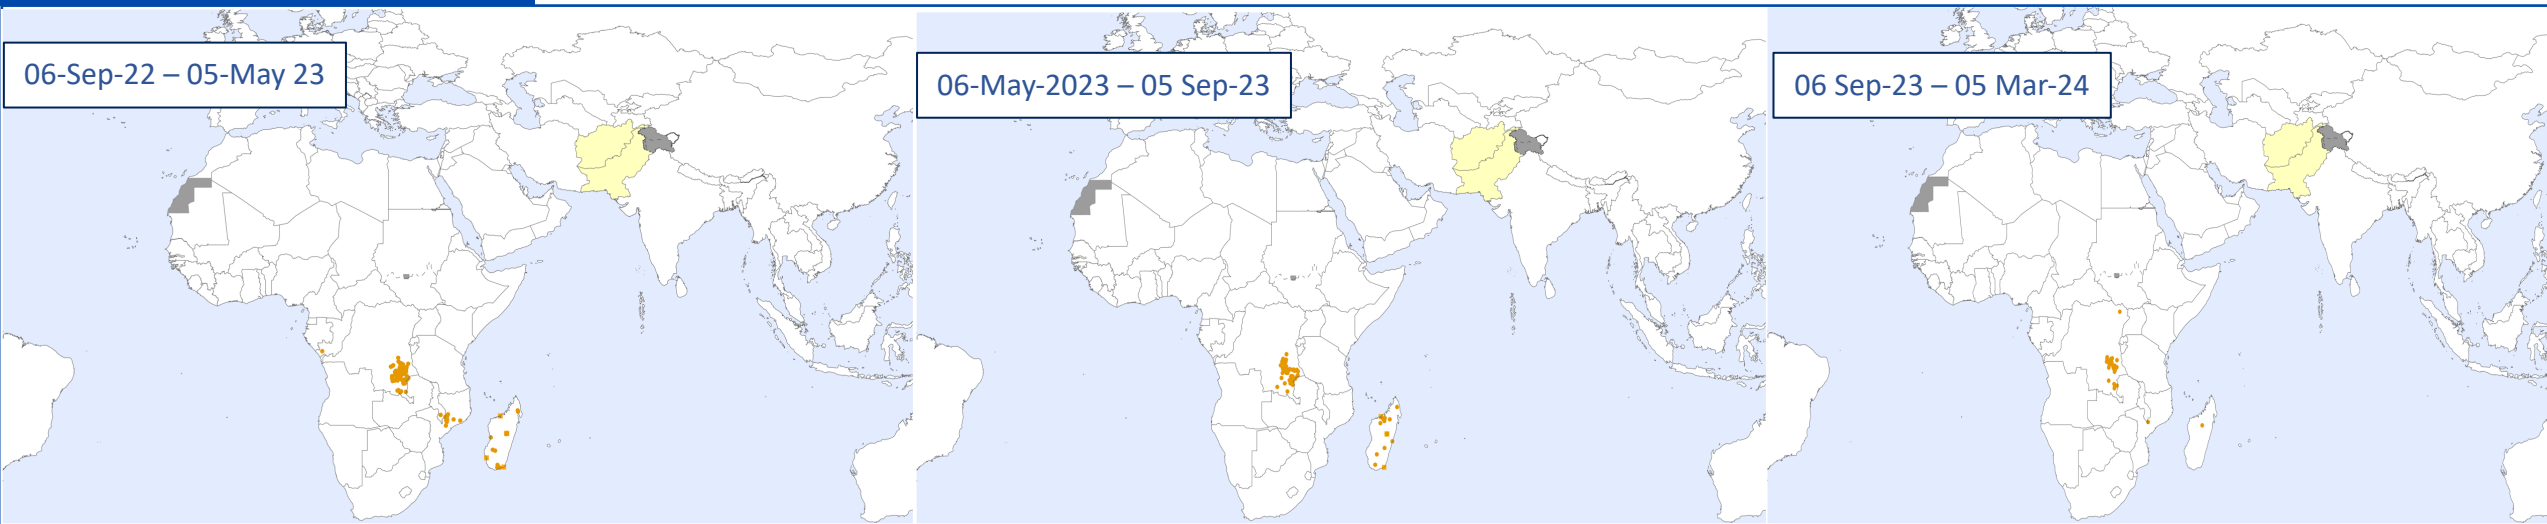 06-Sep-22 – 05-May 23
06-May-2023 – 05 Sep-23
06 Sep-23 – 05 Mar-24